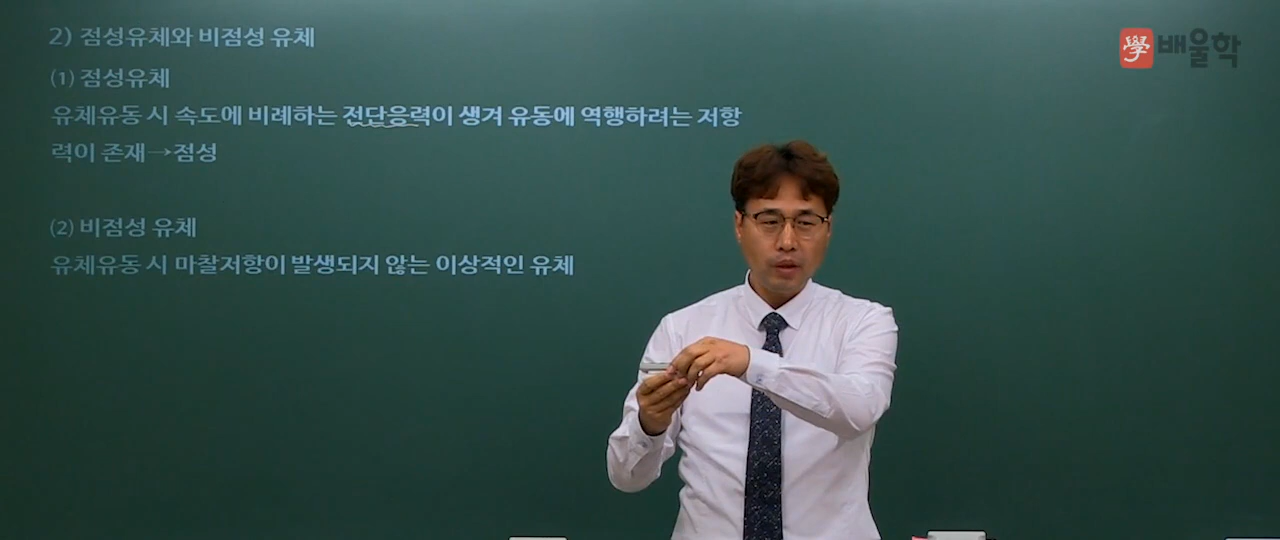 2) 점성유체와 비점성 유체
學 배울학
(1) 점성유체
유체유동 시 속도에 비례하는 전단응력이 생겨 유동에 역행하려는 저항
력이 존재→점성
(2) 비점성 유체
유체유동 시 마찰저항이 발생되지 않는 이상적인 유체